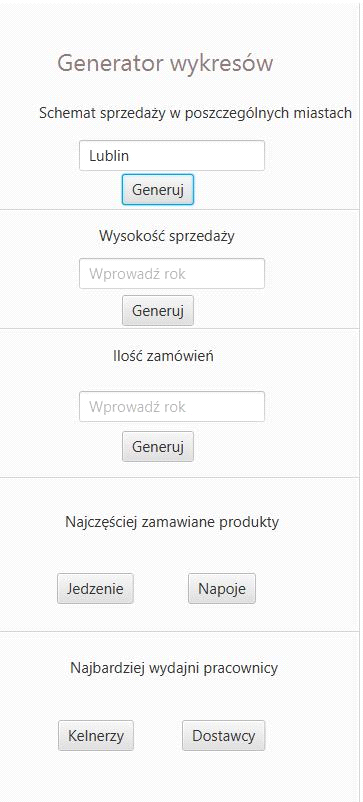 Generator wykresów
Schemat sprzedaży w poszczególnych miastach
Lublin
Generuj
Wysokość sprzedaży
Wprowadź rok
Generuj
Ilość zamówień
Wprowadź rok
Generuj
Najczęściej zamawiane produkty
Jedzenie Napoje
Najbardziej wydajni pracownicy
Kelnerzy Dostawcy